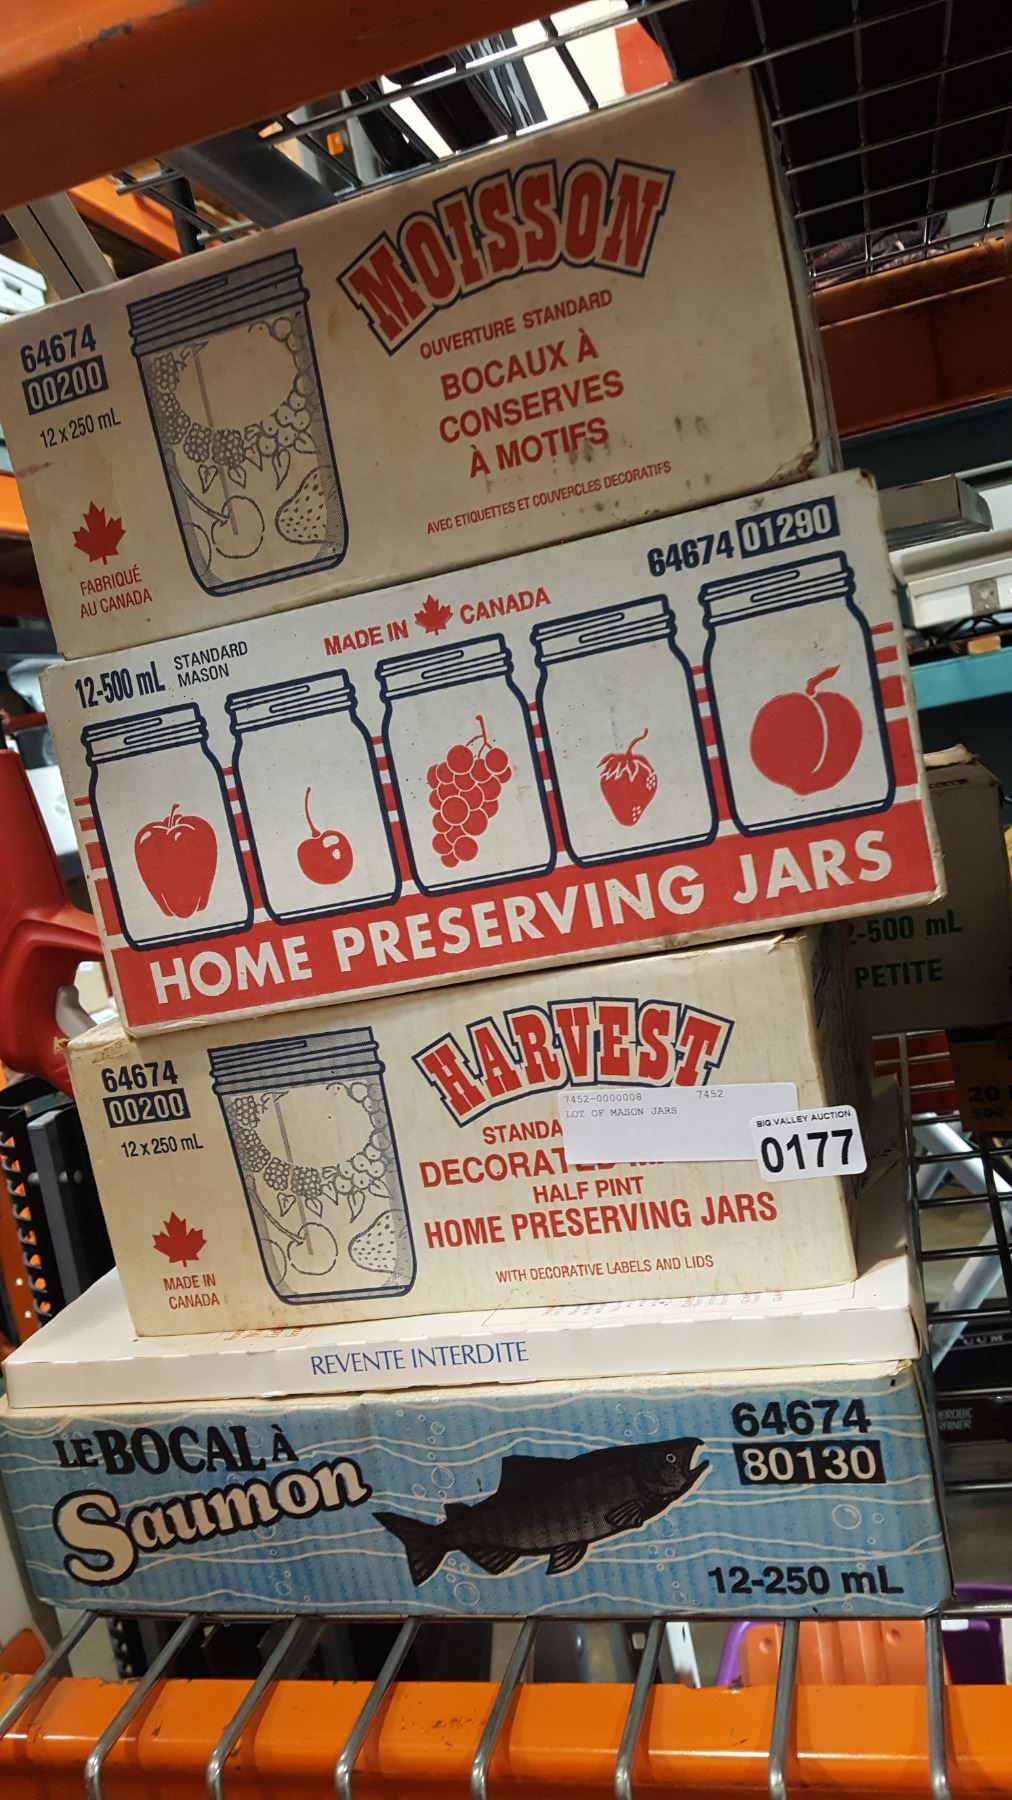 MOISSON
64674
00200
12 x 250 mL
OUVERTURE STANDARD
BOCAUX À
CONSERVES
À MOTIFS
AVEC ETIQUETTES ET COUVERCLES DECORATIFS
FABRIQUÉ
AU CANADA
64674 01290
12-500 mL STANDARD
MASON
MADE IN CANADA
HOME PRESERVING JARS
-500 mL
PETITE
HARVEST
64674
00200
12 x 250 mL
7452-0000008 7452
LOT OF MASON JARS
BIG VALLEY AUCTION
0177
STANDA
DECORAT
HALF PINT
HOME PRESERVING JARS
WITH DECORATIVE LABELS AND LIDS
MADE IN
CANADA
20
500
REVENTE INTERDITE
LE BOCAL À
Saumon
64674
80130
12-250 mL